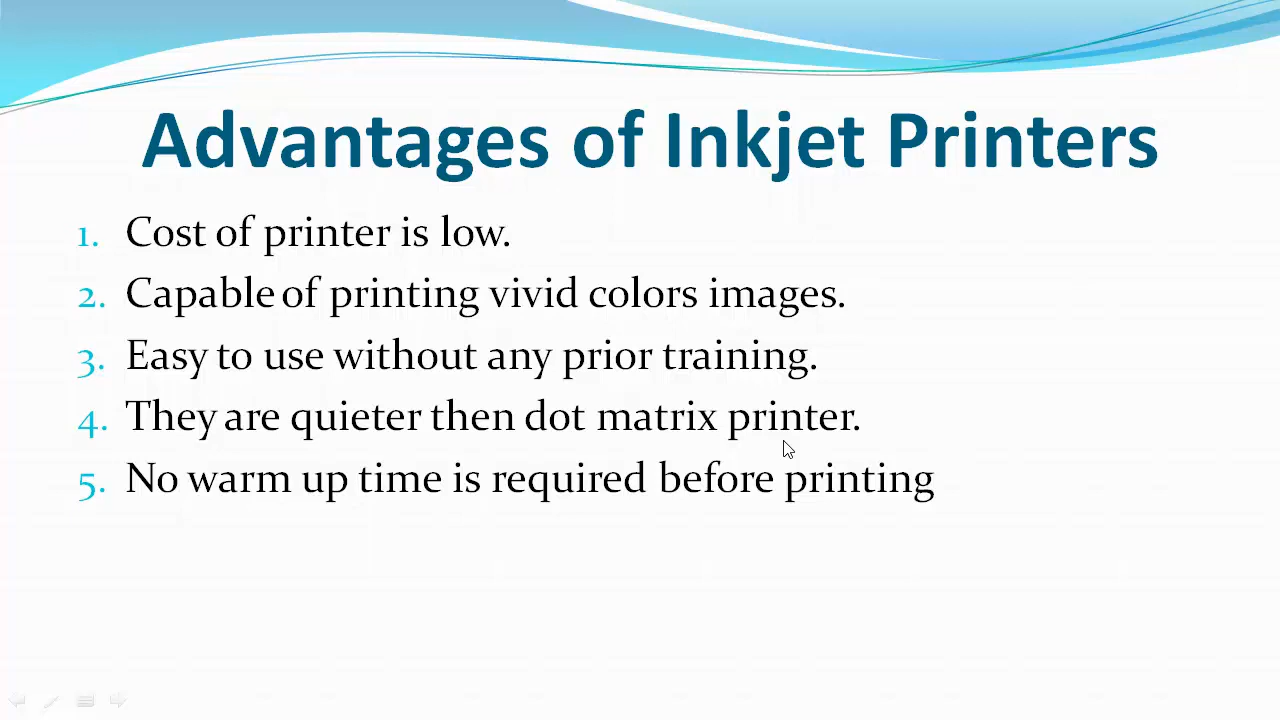 Advantages of Inkjet Printers
1. Cost of printer is low.
2. Capable of printing vivid colors images.
3. Easy to use without any prior training.
4. They are quieter then dot matrix printer.
5. No warm up time is required before printing